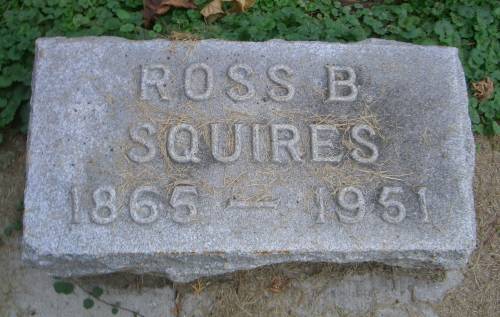 ROSS B
SQUIRES
1865 — 1951